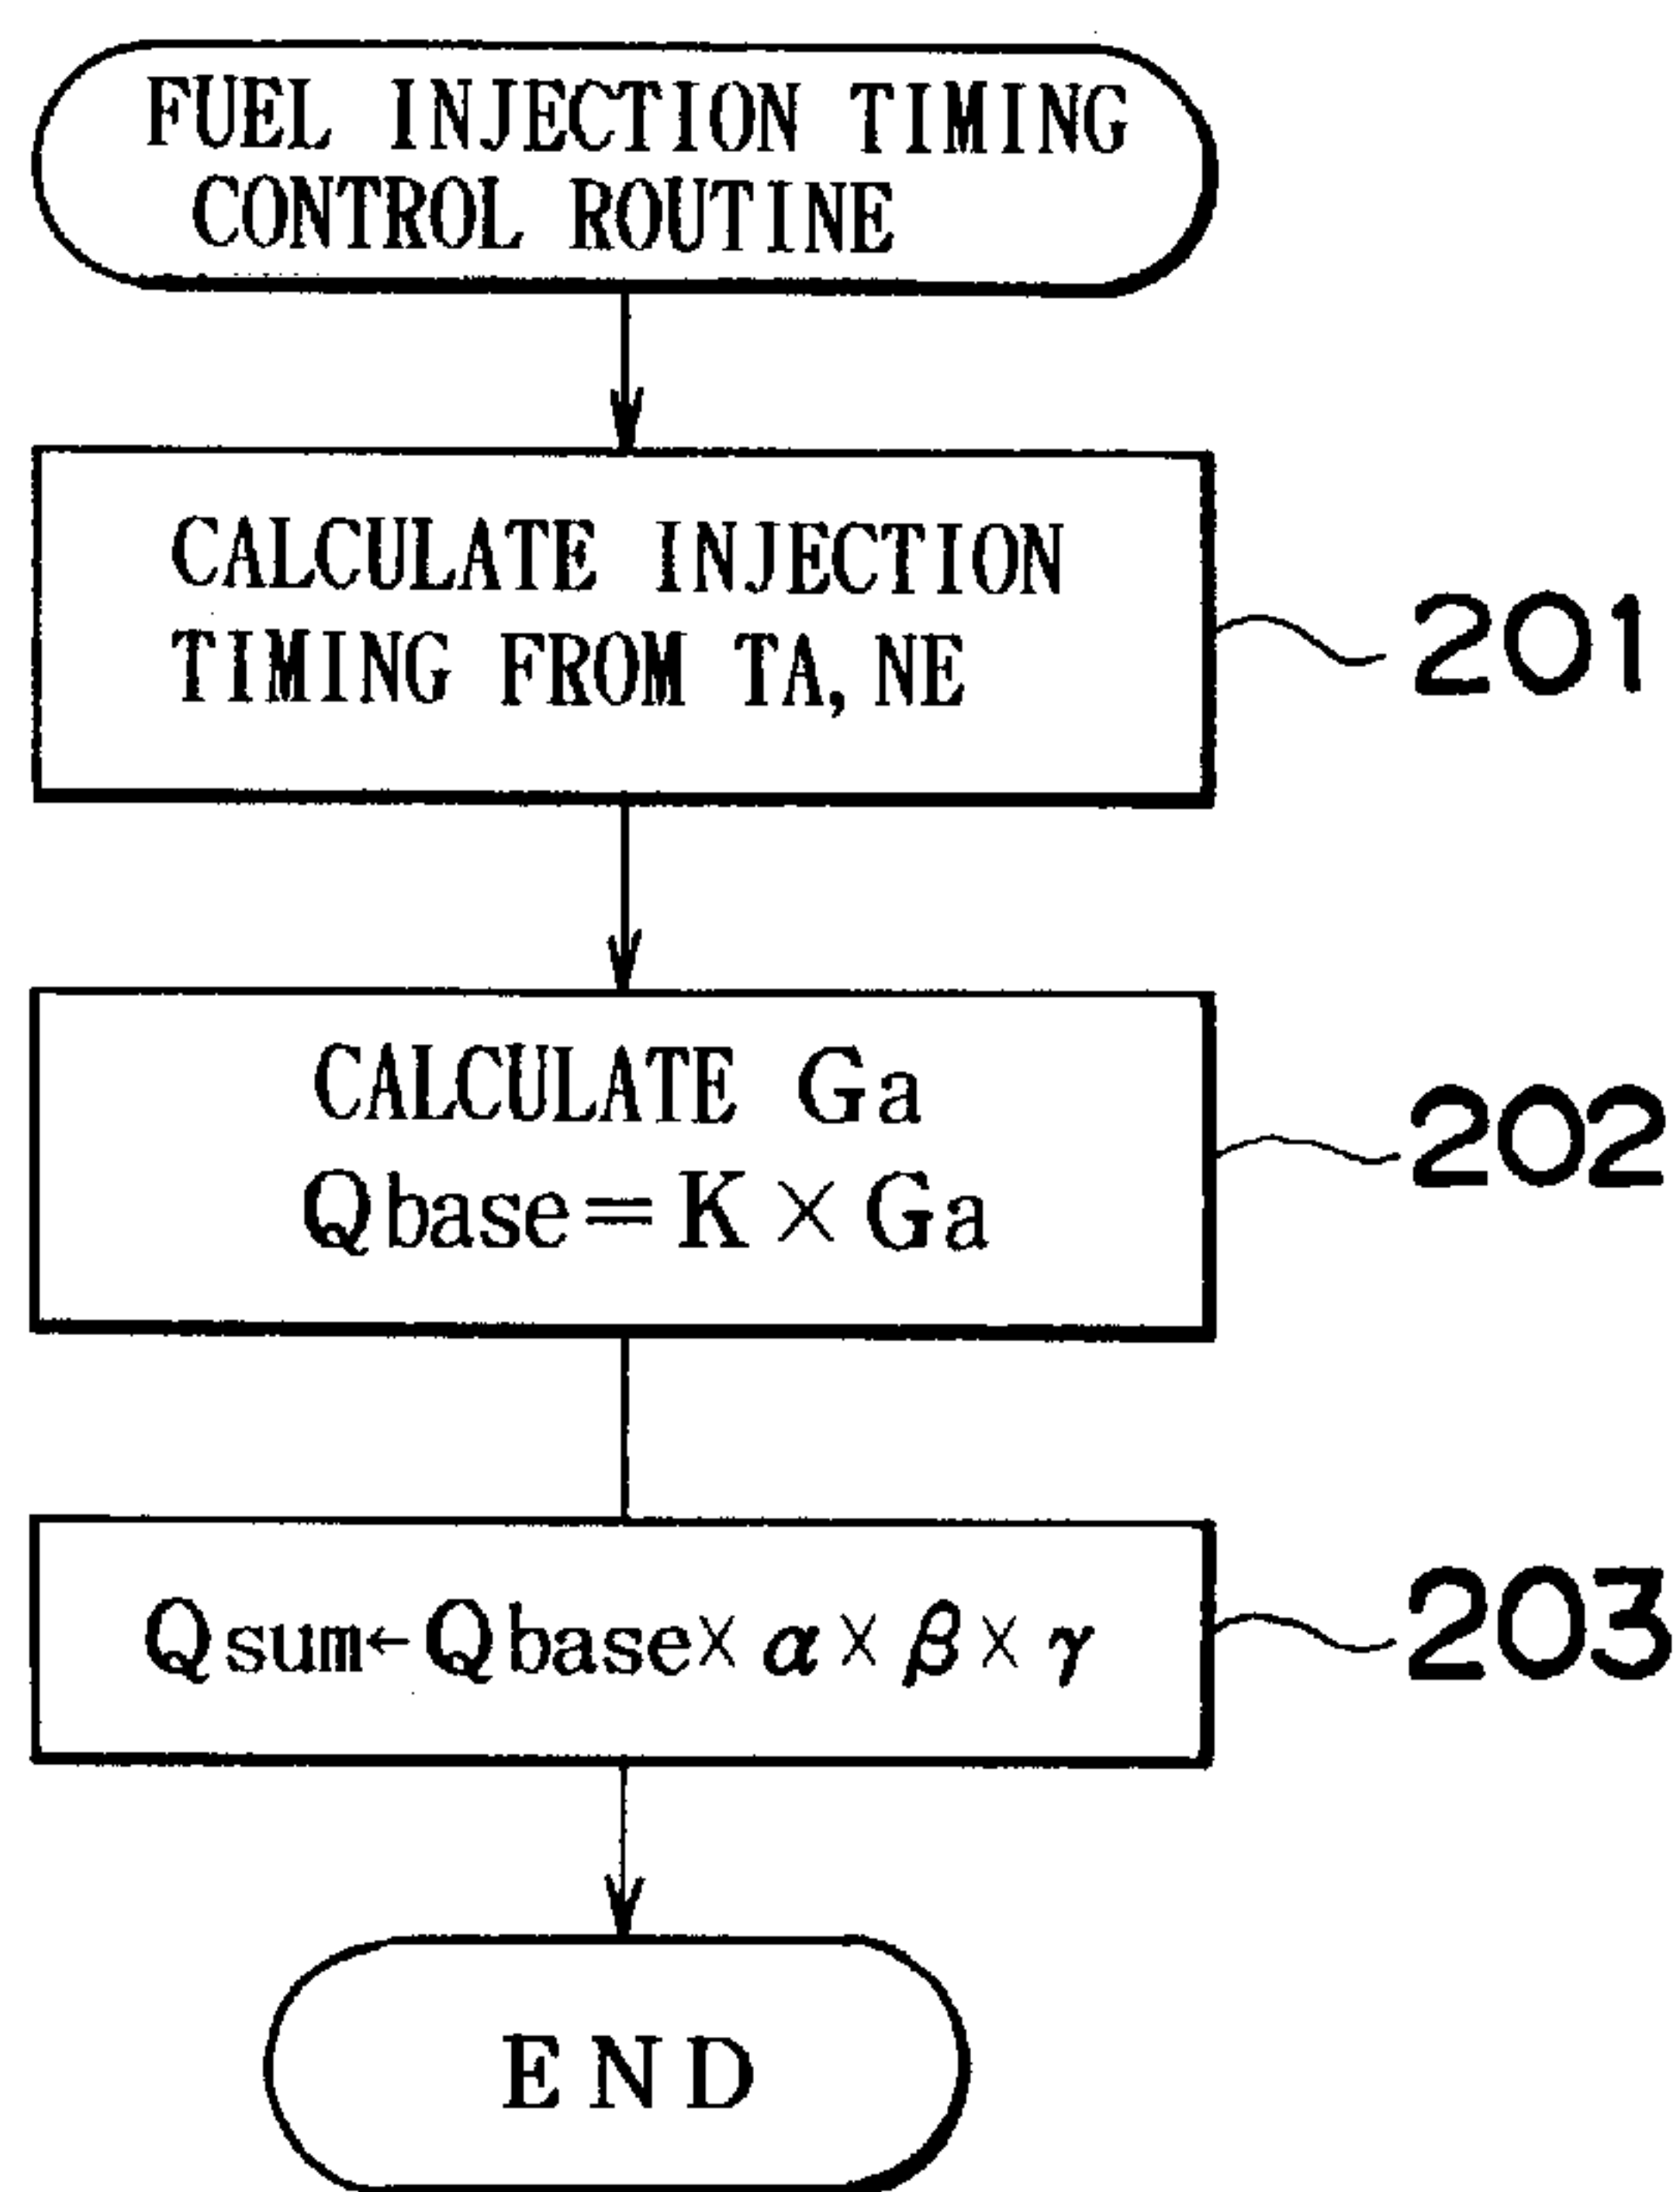 FUEL INJECTION TIMING
CONTROL ROUTINE
CALCULATE INJECTION
TIMING FROM TA, NE
201
CALCULATE Ga
Qbase=K×Ga
202
Qsum←Qbase×α×β×γ
203
END